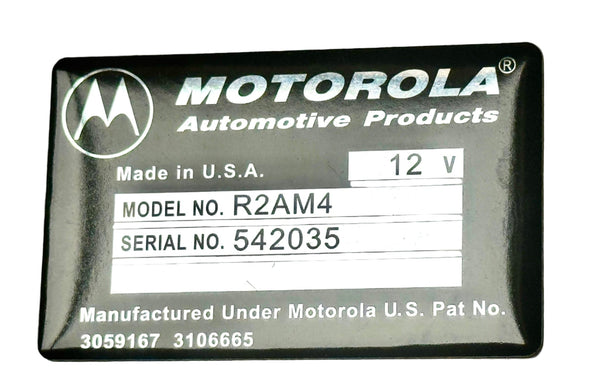 MOTOROLA®
Automotive Products
Made in U.S.A. 12 V
MODEL NO. R2AM4
SERIAL NO. 542035
Manufactured Under Motorola U.S. Pat No.
3059167 3106665